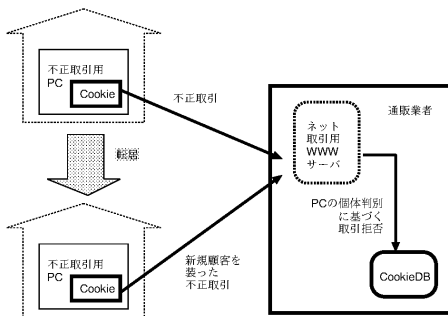 不正取引用
PC
Cookie
不正取引
転居
通販業者
ネット
取引用
WWW
サーバ
PCの個体判別
に基づく
取引拒否
CookieDB
不正取引用
PC
Cookie
新規顧客を
装った
不正取引